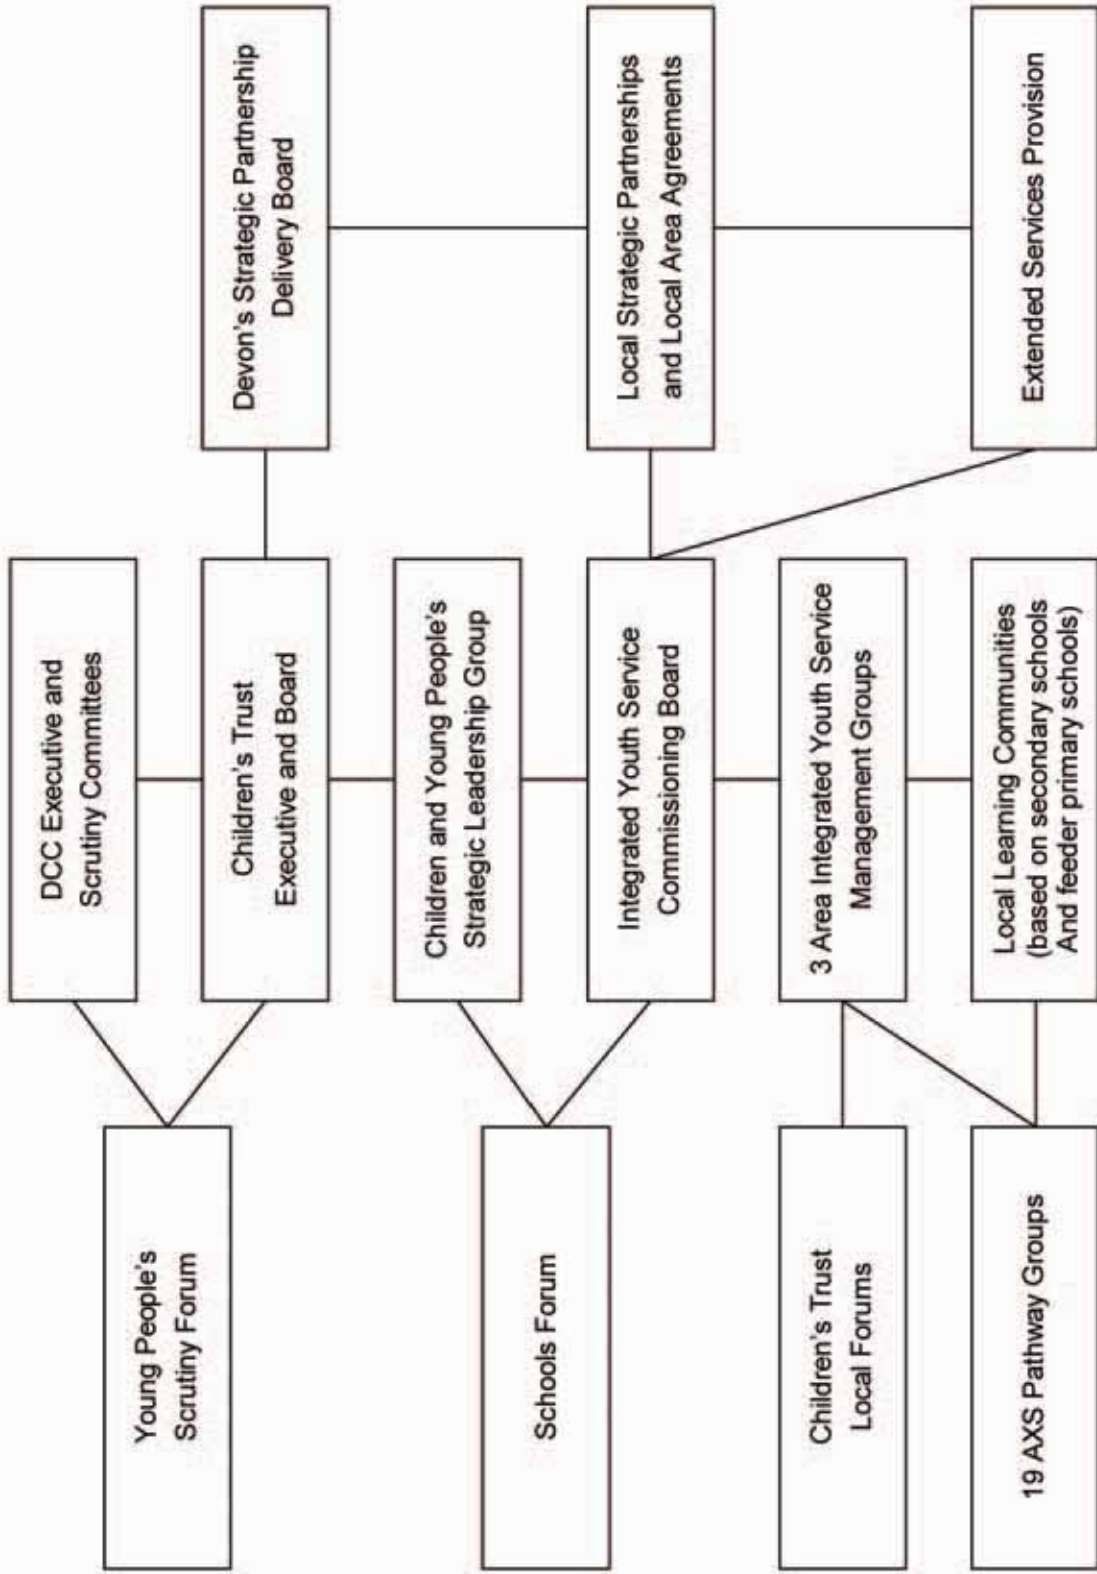 DCC Executive and
Scrutiny Committees
Young People's
Scrutiny Forum
Children's Trust
Executive and Board
Devon's Strategic Partnership
Delivery Board
Children and Young People's
Strategic Leadership Group
Schools Forum
Integrated Youth Service
Commissioning Board
Local Strategic Partnerships
and Local Area Agreements
Children's Trust
Local Forums
3 Area Integrated Youth Service
Management Groups
19 AXS Pathway Groups
Local Learning Communities
(based on secondary schools
And feeder primary schools)
Extended Services Provision